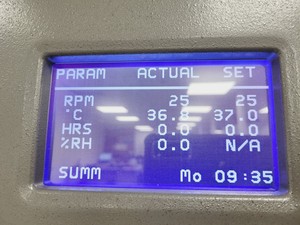 PARAM ACTUAL SET
RPM 25 25
°C 36.8 37.0
HRS 0.0 0.0
%RH 0.0 N/A
SUMM Mo 09:35